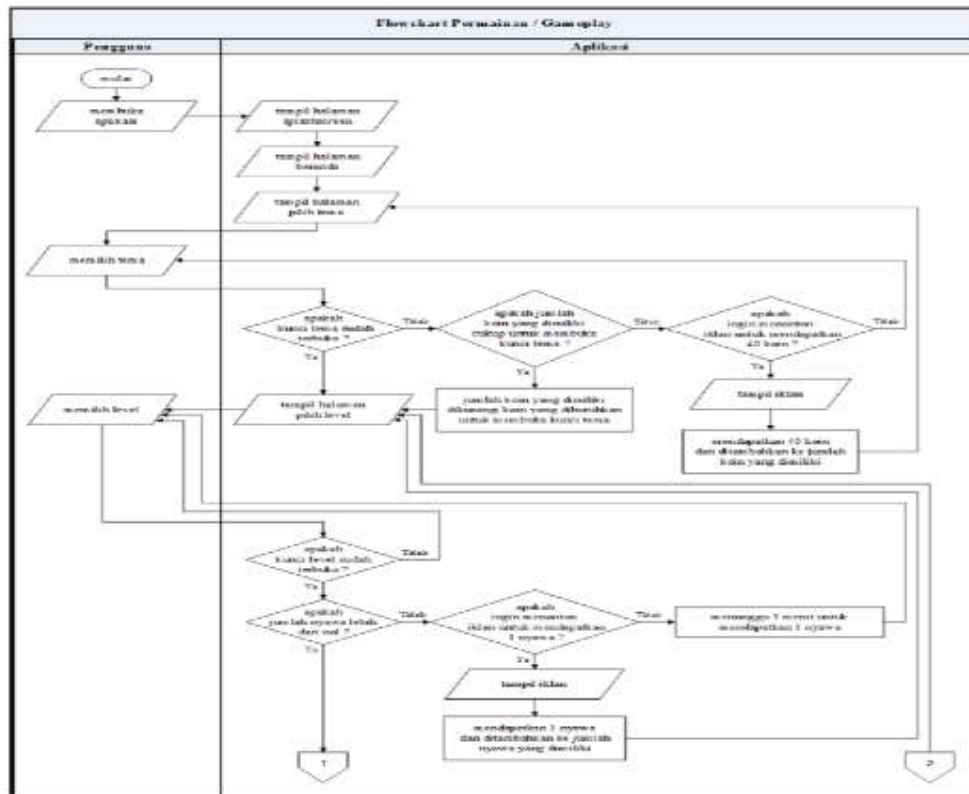 Flowchart Permainan / Gameplay
Pengguna
Aplikasi
mulai
membuka
aplikasi
tampil halaman
splashscreen
tampil halaman
beranda
tampil halaman
pilih tema
memilih tema
apakah
kunci tema sudah
terbuka ?
Tidak
Ya
apakah jumlah
koin yang dimiliki
cukup untuk membuka
kunci tema ?
Tidak
Ya
apakah
ingin menonton
iklan untuk mendapatkan
40 koin ?
Tidak
Ya
memilih level
tampil halaman
pilih level
jumlah koin yang dimiliki
dikurangi koin yang dibutuhkan
untuk membuka kunci tema
tampil iklan
mendapatkan 40 koin
dan ditambahkan ke jumlah
koin yang dimiliki
apakah
kunci level sudah
terbuka ?
Tidak
Ya
apakah
jumlah nyawa lebih
dari nol ?
Tidak
Ya
apakah
ingin menonton
iklan untuk mendapatkan
1 nyawa ?
Tidak
Ya
menunggu menit untuk
mendapatkan 1 nyawa
tampil iklan
mendapatkan 1 nyawa
dan ditambahkan ke jumlah
nyawa yang dimiliki
1
2